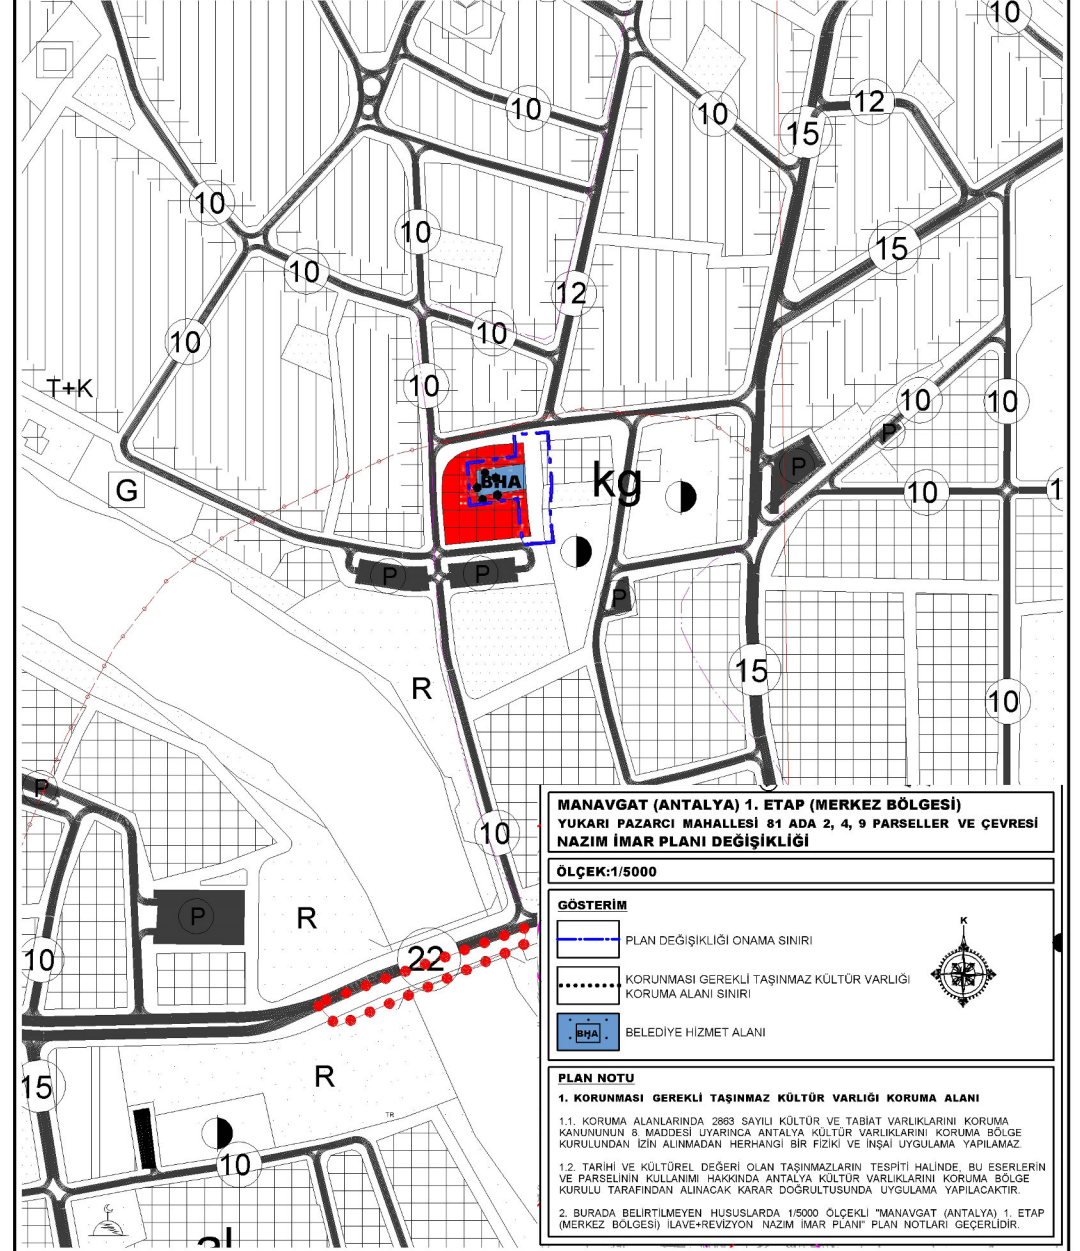 10
10
10
15
12
10
10
10
15
12
10
10
10
T+K
10
10
10
P
P
G
BHA
kg
10
1
P
P
P
R
15
10
P
10
R
P
10
22
R
15
TR
10
al
MANAVGAT (ANTALYA) 1. ETAP (MERKEZ BÖLGESİ)
YUKARI PAZARCI MAHALLESİ 81 ADA 2, 4, 9 PARSELLER VE ÇEVRESİ
NAZIM İMAR PLANI DEĞİŞİKLİĞİ
ÖLÇEK:1/5000
GÖSTERİM
K
PLAN DEĞİŞİKLİĞİ ONAMA SINIRI
KORUNMASI GEREKLİ TAŞINMAZ KÜLTÜR VARLIĞI
KORUMA ALANI SINIRI
BHA
BELEDİYE HİZMET ALANI
PLAN NOTU
1. KORUNMASI GEREKLİ TAŞINMAZ KÜLTÜR VARLIĞI KORUMA ALANI
1.1. KORUMA ALANLARINDA 2863 SAYILI KÜLTÜR VE TABİAT VARLIKLARINI KORUMA
KANUNUNUN 8. MADDESİ UYARINCA ANTALYA KÜLTÜR VARLIKLARINI KORUMA BÖLGE
KURULUNDAN İZİN ALINMADAN HERHANGİ BİR FİZİKİ VE İNŞAİ UYGULAMA YAPILAMAZ.
1.2. TARİHİ VE KÜLTÜREL DEĞERİ OLAN TAŞINMAZLARIN TESPİTİ HALİNDE, BU ESERLERİN
VE PARSELİNİN KULLANIMI HAKKINDA ANTALYA KÜLTÜR VARLIKLARINI KORUMA BÖLGE
KURULU TARAFINDAN ALINACAK KARAR DOĞRULTUSUNDA UYGULAMA YAPILACAKTIR.
2. BURADA BELİRTİLMEYEN HUSUSLARDA 1/5000 ÖLÇEKLİ "MANAVGAT (ANTALYA) 1. ETAP
(MERKEZ BÖLGESİ) İLAVE+REVİZYON NAZIM İMAR PLANI" PLAN NOTLARI GEÇERLİDİR.